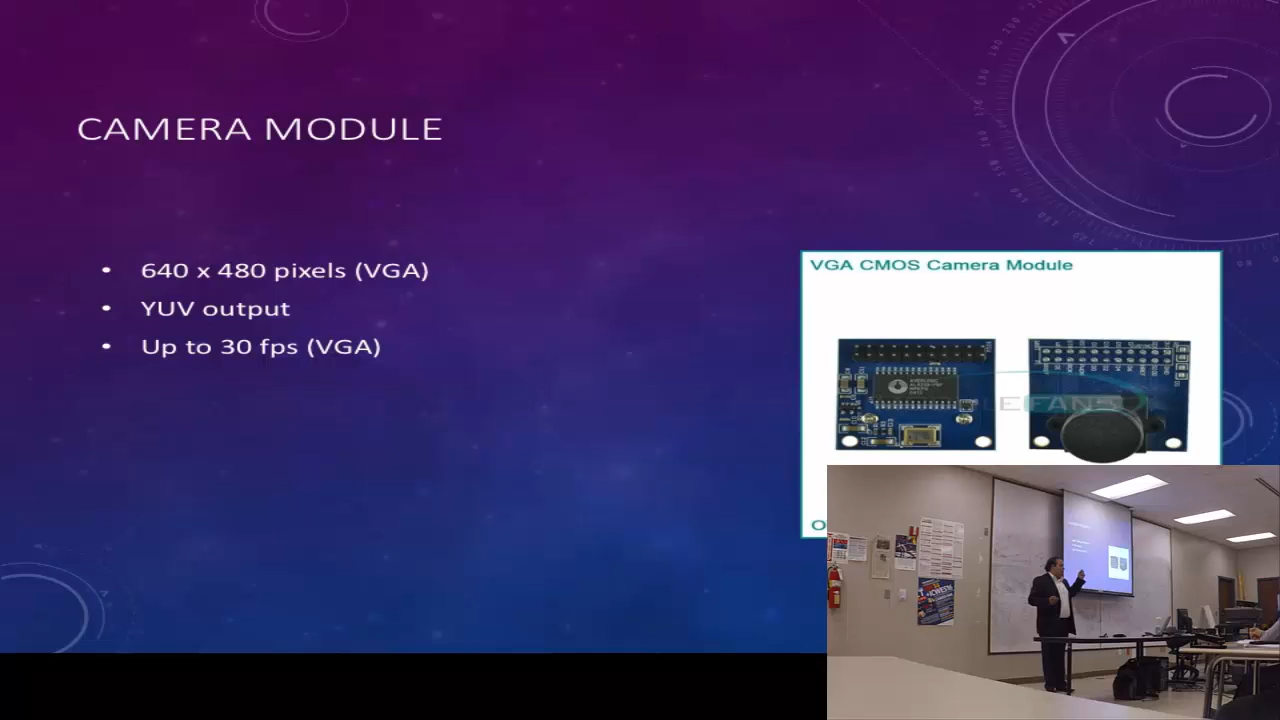 CAMERA MODULE
• 640 x 480 pixels (VGA)
• YUV output
• Up to 30 fps (VGA)
VGA CMOS Camera Module